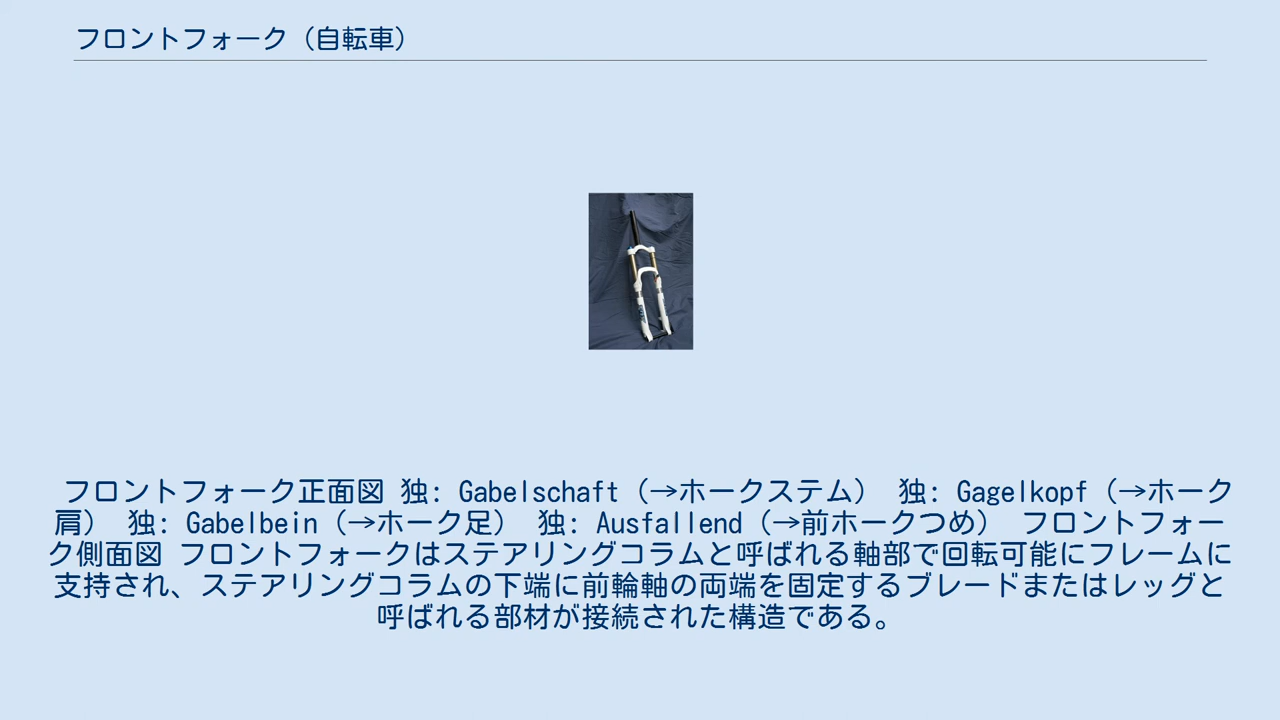 フロントフォーク（自転車）
フロントフォーク正面図 独: Gabelschaft（→ホークステム） 独: Gagelkopf（→ホーク
肩） 独: Gabelbein（→ホーク足） 独: Ausfallend（→前ホークつめ） フロントフォー
ク側面図 フロントフォークはステアリングコラムと呼ばれる軸部で回転可能にフレームに
支持され、ステアリングコラムの下端に前輪軸の両端を固定するブレードまたはレッグと
呼ばれる部材が接続された構造である。